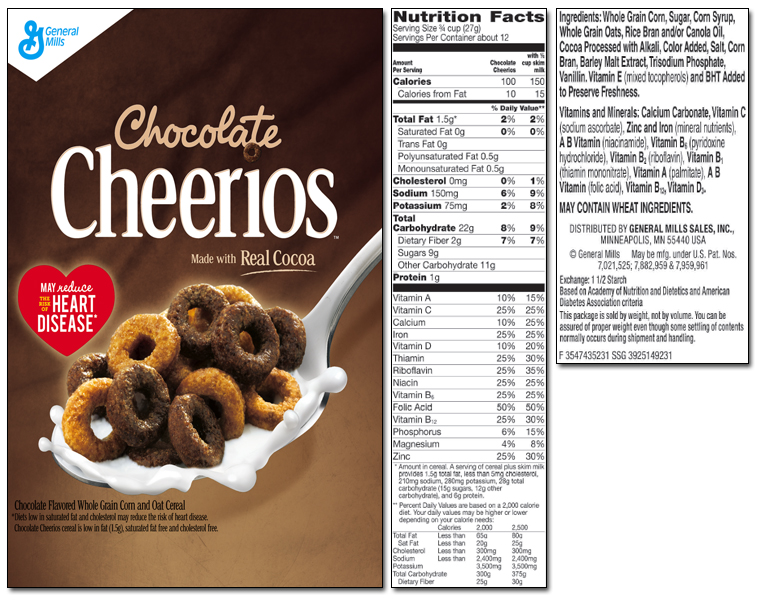 General
Mills
Chocolate
Cheerios
™
Made with Real Cocoa
MAY reduce
THE RISK OF HEART
DISEASE*
Chocolate Flavored Whole Grain Corn and Oat Cereal
*Diets low in saturated fat and cholesterol may reduce the risk of heart disease.
Chocolate Cheerios cereal is low in fat (1.5g), saturated fat free and cholesterol free.
Nutrition Facts
Serving Size ¾ cup (27g)
Servings Per Container about 12
Amount Per Serving Chocolate Cheerios with ½ cup skim milk
Calories 100 150
Calories from Fat 10 15
% Daily Value**
Total Fat 1.5g* 2% 2%
Saturated Fat 0g 0% 0%
Trans Fat 0g
Polyunsaturated Fat 0.5g
Monounsaturated Fat 0.5g
Cholesterol 0mg 0% 1%
Sodium 150mg 6% 9%
Potassium 75mg 2% 8%
Total
Carbohydrate 22g 8% 9%
Dietary Fiber 2g 7% 7%
Sugars 9g
Other Carbohydrate 11g
Protein 1g
Vitamin A 10% 15%
Vitamin C 25% 25%
Calcium 10% 25%
Iron 25% 25%
Vitamin D 10% 20%
Thiamin 25% 30%
Riboflavin 25% 35%
Niacin 25% 25%
Vitamin B₆ 25% 25%
Folic Acid 50% 50%
Vitamin B₁₂ 25% 30%
Phosphorus 6% 15%
Magnesium 4% 8%
Zinc 25% 30%
* Amount in cereal. A serving of cereal plus skim milk
provides 1.5g total fat, less than 5mg cholesterol,
210mg sodium, 280mg potassium, 28g total
carbohydrate (15g sugars, 12g other
carbohydrate), and 6g protein.
** Percent Daily Values are based on a 2,000 calorie
diet. Your daily values may be higher or lower
depending on your calorie needs:
Calories 2,000 2,500
Total Fat Less than 65g 80g
Sat Fat Less than 20g 25g
Cholesterol Less than 300mg 300mg
Sodium Less than 2,400mg 2,400mg
Potassium 3,500mg 3,500mg
Total Carbohydrate 300g 375g
Dietary Fiber 25g 30g
Ingredients: Whole Grain Corn, Sugar, Corn Syrup,
Whole Grain Oats, Rice Bran and/or Canola Oil,
Cocoa Processed with Alkali, Color Added, Salt, Corn
Bran, Barley Malt Extract, Trisodium Phosphate,
Vanillin. Vitamin E (mixed tocopherols) and BHT Added
to Preserve Freshness.
Vitamins and Minerals: Calcium Carbonate, Vitamin C
(sodium ascorbate), Zinc and Iron (mineral nutrients),
A B Vitamin (niacinamide), Vitamin B₆ (pyridoxine
hydrochloride), Vitamin B₂ (riboflavin), Vitamin B₁
(thiamin mononitrate), Vitamin A (palmitate), A B
Vitamin (folic acid), Vitamin B₁₂, Vitamin D₃.
MAY CONTAIN WHEAT INGREDIENTS.
DISTRIBUTED BY GENERAL MILLS SALES, INC.,
MINNEAPOLIS, MN 55440 USA
© General Mills May be mfg. under U.S. Pat. Nos.
7,021,525; 7,882,959 & 7,959,961
Exchange: 1 1/2 Starch
Based on Academy of Nutrition and Dietetics and American
Diabetes Association criteria
This package is sold by weight, not by volume. You can be
assured of proper weight even though some settling of contents
normally occurs during shipment and handling.
F 3547435231 SSG 3925149231